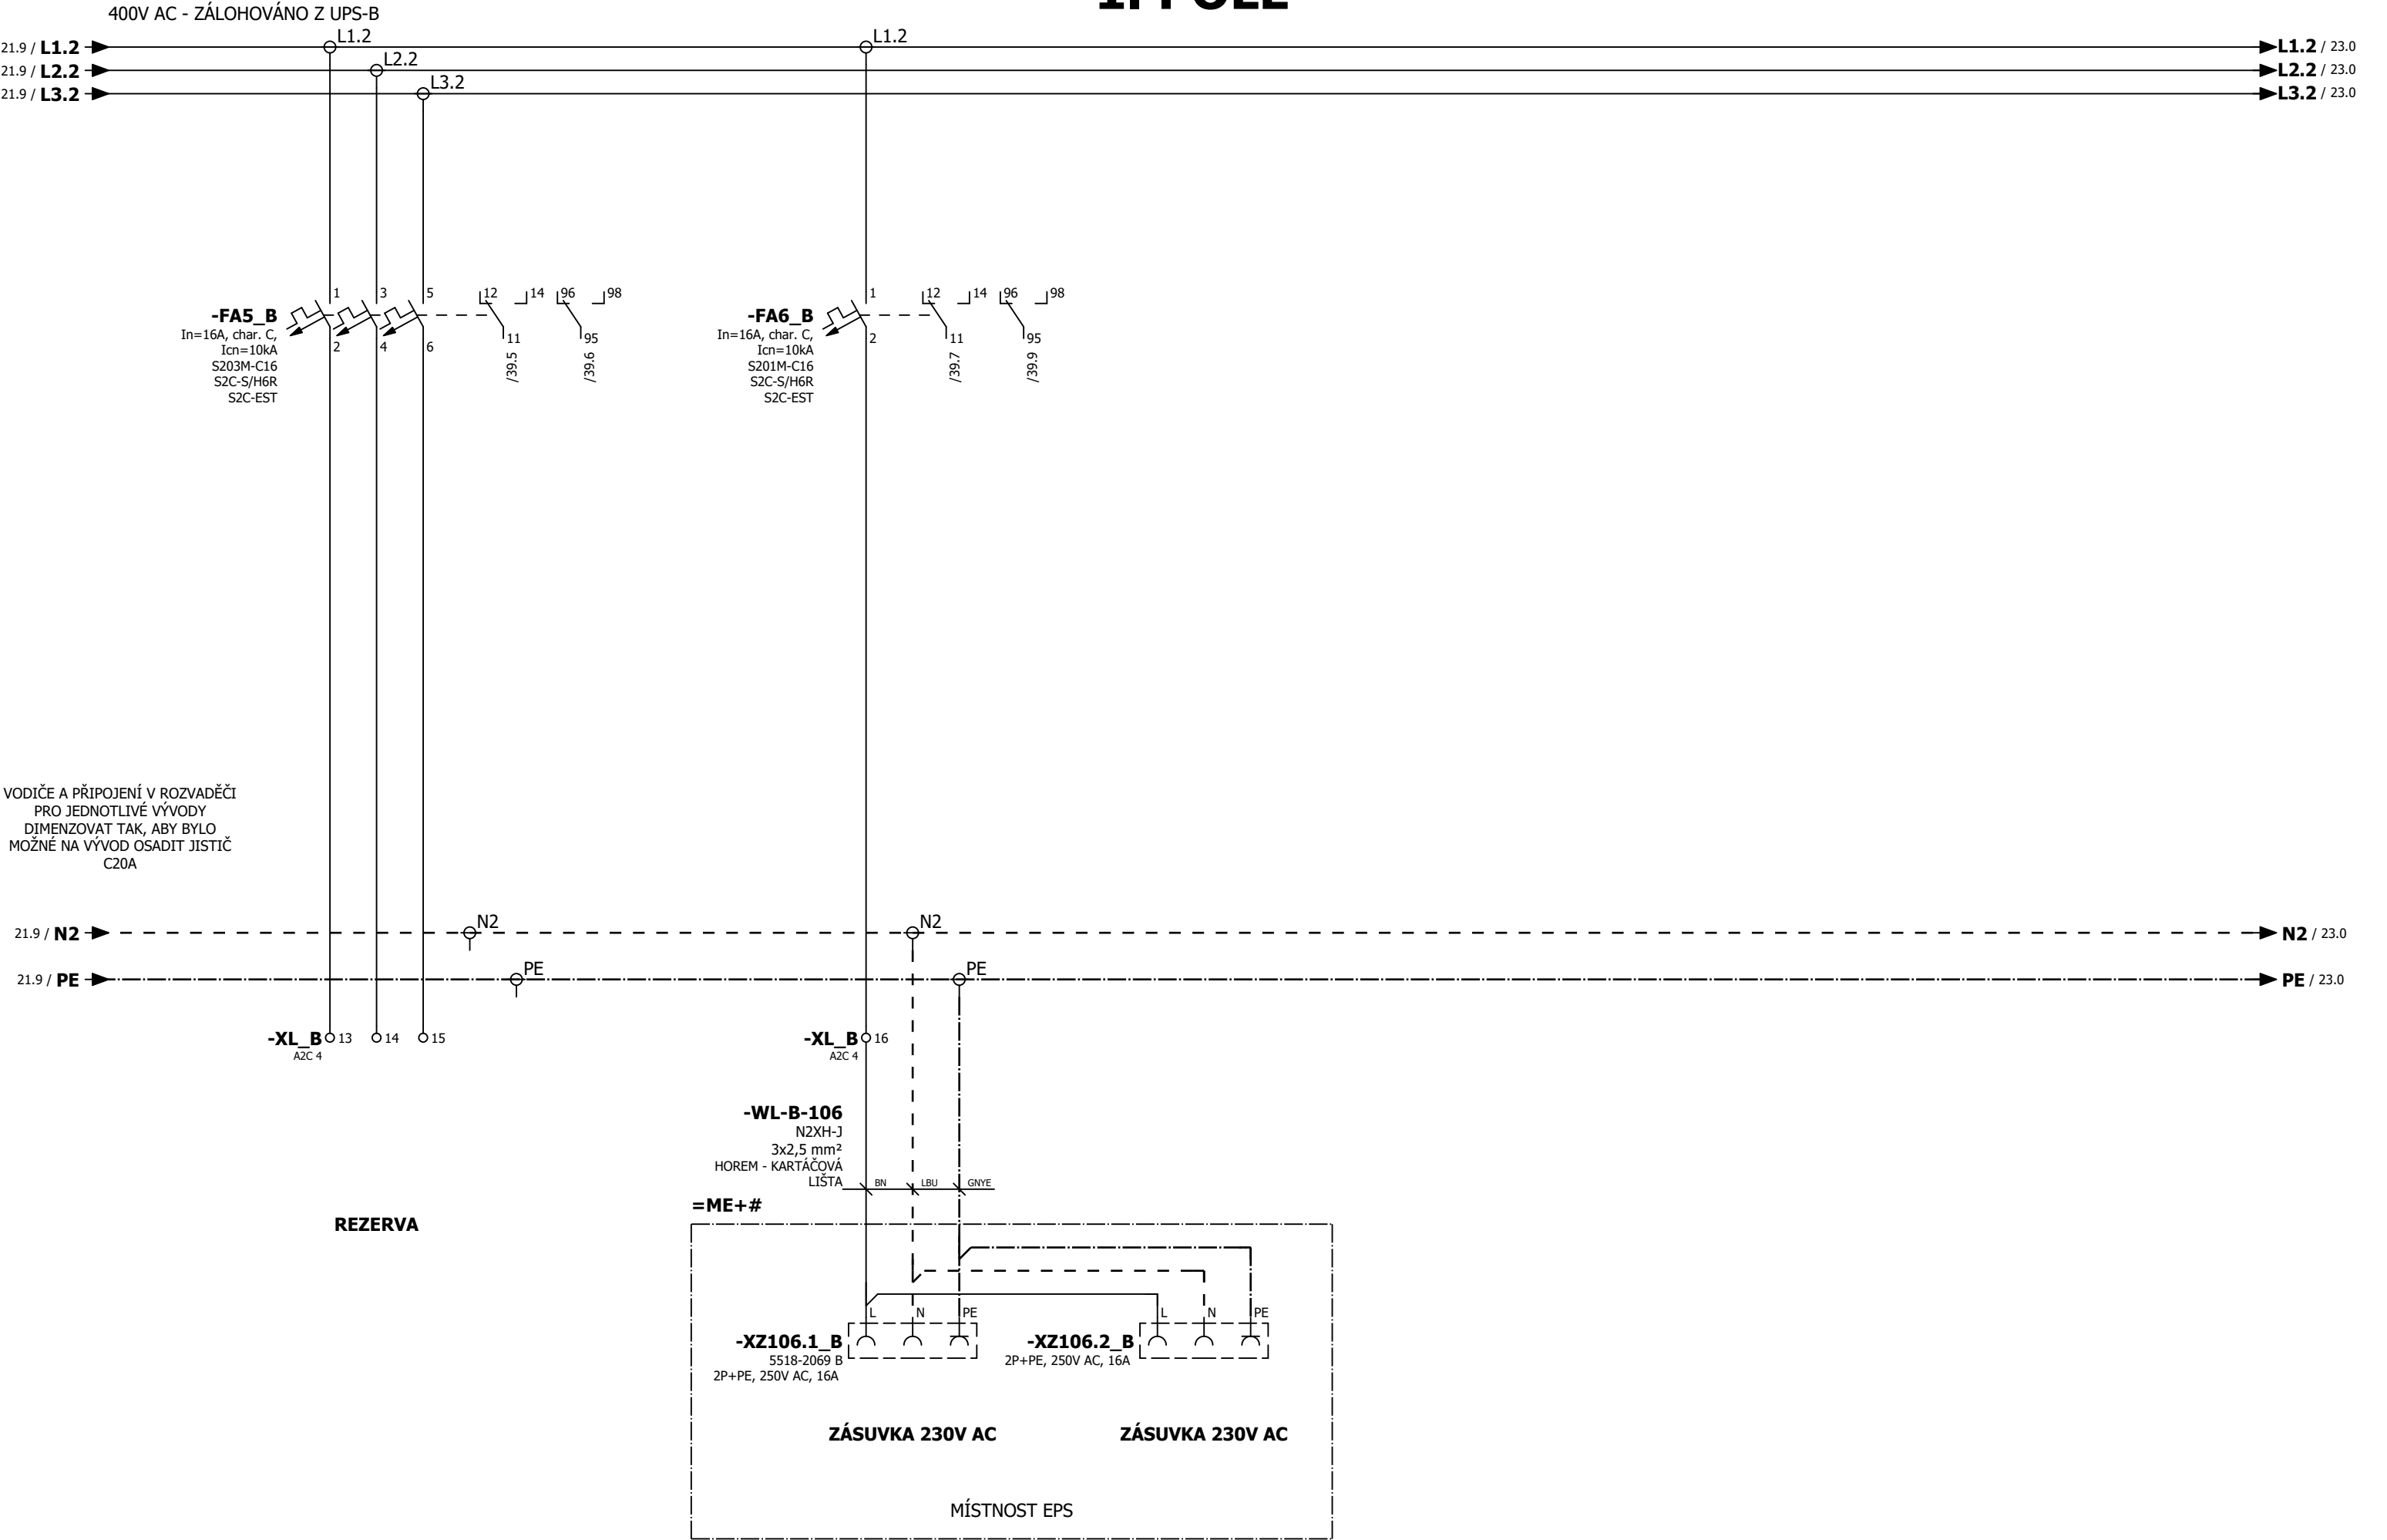 400V AC - ZÁLOHOVÁNO Z UPS-B
21.9 / L1.2
L1.2
L1.2
L1.2 / 23.0
21.9 / L2.2
L2.2
L2.2 / 23.0
21.9 / L3.2
L3.2
L3.2 / 23.0
-FA5_B
In=16A, char. C,
Icn=10kA
S203M-C16
S2C-S/H6R
S2C-EST
1
3
5
2
4
6
12
14
96
98
11
95
/39.5
/39.6
-FA6_B
In=16A, char. C,
Icn=10kA
S201M-C16
S2C-S/H6R
S2C-EST
1
2
12
14
96
98
11
95
/39.7
/39.9
VODIČE A PŘIPOJENÍ V ROZVADĚČI
PRO JEDNOTLIVÉ VÝVODY
DIMENZOVAT TAK, ABY BYLO
MOŽNÉ NA VÝVOD OSADIT JISTIČ
C20A
21.9 / N2
N2
N2
N2 / 23.0
21.9 / PE
PE
PE
PE / 23.0
-XL_B
13
14
15
A2C 4
-XL_B
16
A2C 4
-WL-B-106
N2XH-J
3x2,5 mm²
HOREM - KARTÁČOVÁ
LIŠTA
BN
LBU
GNYE
=ME+#
REZERVA
L
N
PE
-XZ106.1_B
5518-2069 B
2P+PE, 250V AC, 16A
L
N
PE
-XZ106.2_B
2P+PE, 250V AC, 16A
ZÁSUVKA 230V AC
ZÁSUVKA 230V AC
MÍSTNOST EPS